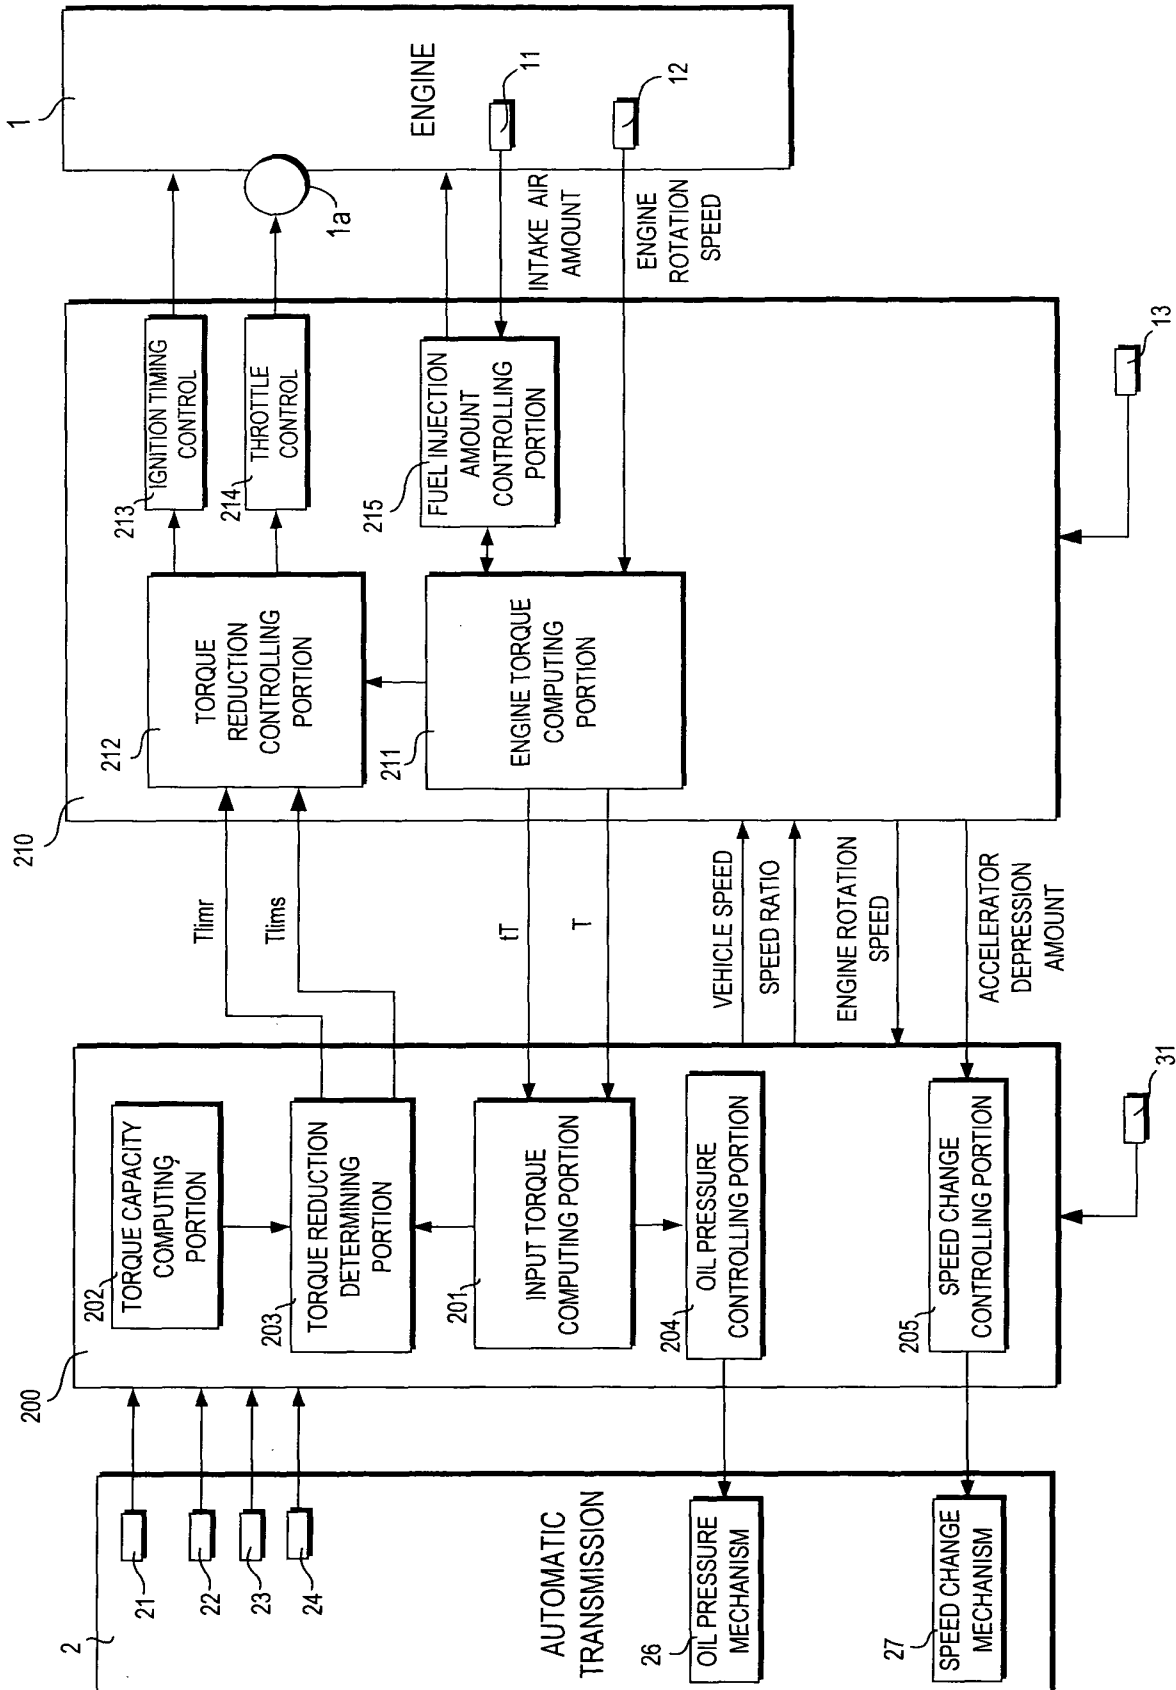 2
21
22
23
24
AUTOMATIC
TRANSMISSION
26
OIL PRESSURE
MECHANISM
27
SPEED CHANGE
MECHANISM
200
202
TORQUE CAPACITY
COMPUTING
PORTION
203
TORQUE REDUCTION
DETERMINING
PORTION
201
INPUT TORQUE
COMPUTING PORTION
204
OIL PRESSURE
CONTROLLING PORTION
205
SPEED CHANGE
CONTROLLING PORTION
31
Tlimr
Tlims
tT
T
VEHICLE SPEED
SPEED RATIO
ENGINE ROTATION
SPEED
ACCELERATOR
DEPRESSION
AMOUNT
210
212
TORQUE
REDUCTION
CONTROLLING
PORTION
211
ENGINE TORQUE
COMPUTING
PORTION
213
IGNITION TIMING
CONTROL
214
THROTTLE
CONTROL
215
FUEL INJECTION
AMOUNT
CONTROLLING
PORTION
13
1a
INTAKE AIR
AMOUNT
ENGINE
ROTATION
SPEED
1
ENGINE
11
12